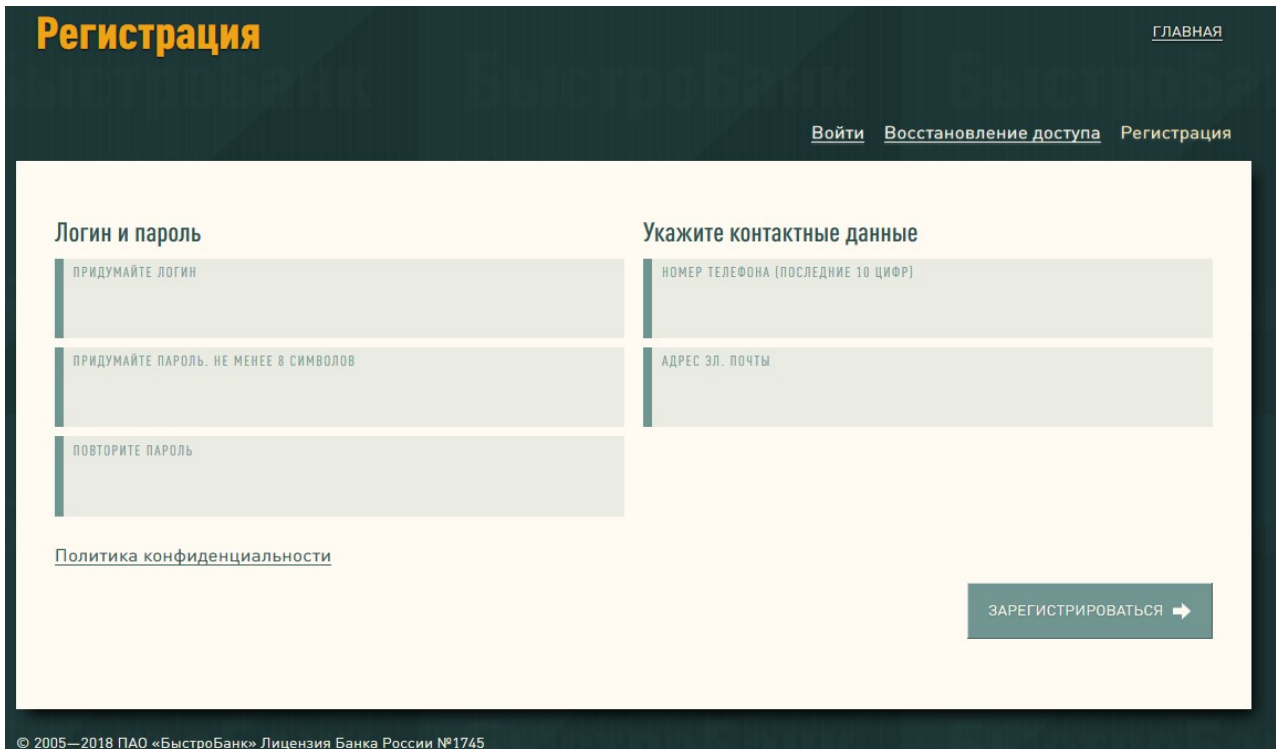 Регистрация
ГЛАВНАЯ
БыстроБанк
Войти Восстановление доступа Регистрация
Логин и пароль
ПРИДУМАЙТЕ ЛОГИН
ПРИДУМАЙТЕ ПАРОЛЬ. НЕ МЕНЕЕ 8 СИМВОЛОВ
ПОВТОРИТЕ ПАРОЛЬ
Укажите контактные данные
НОМЕР ТЕЛЕФОНА (ПОСЛЕДНИЕ 10 ЦИФР)
АДРЕС ЭЛ. ПОЧТЫ
Политика конфиденциальности
ЗАРЕГИСТРИРОВАТЬСЯ
© 2005—2018 ПАО «БыстроБанк» Лицензия Банка России №1745